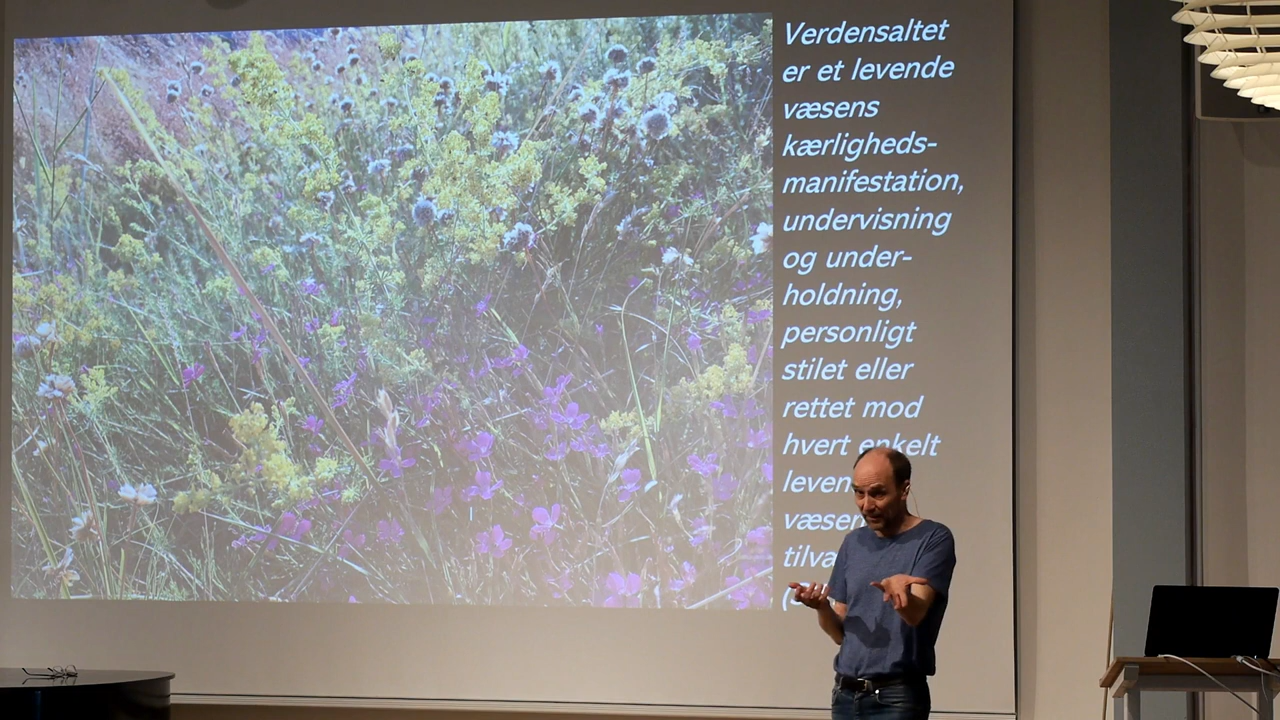 Verdensaltet
er et levende
væsens
kærligheds-
manifestation,
undervisning
og under-
holdning,
personligt
stilet eller
rettet mod
hvert enkelt